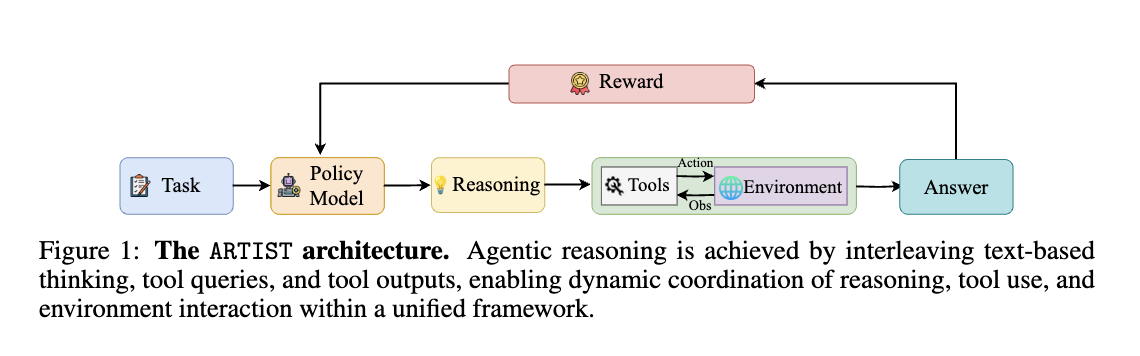 Reward
Task
Policy
Model
Reasoning
Tools
Action
Obs
Environment
Answer
Figure 1: The ARTIST architecture. Agentic reasoning is achieved by interleaving text-based
thinking, tool queries, and tool outputs, enabling dynamic coordination of reasoning, tool use, and
environment interaction within a unified framework.